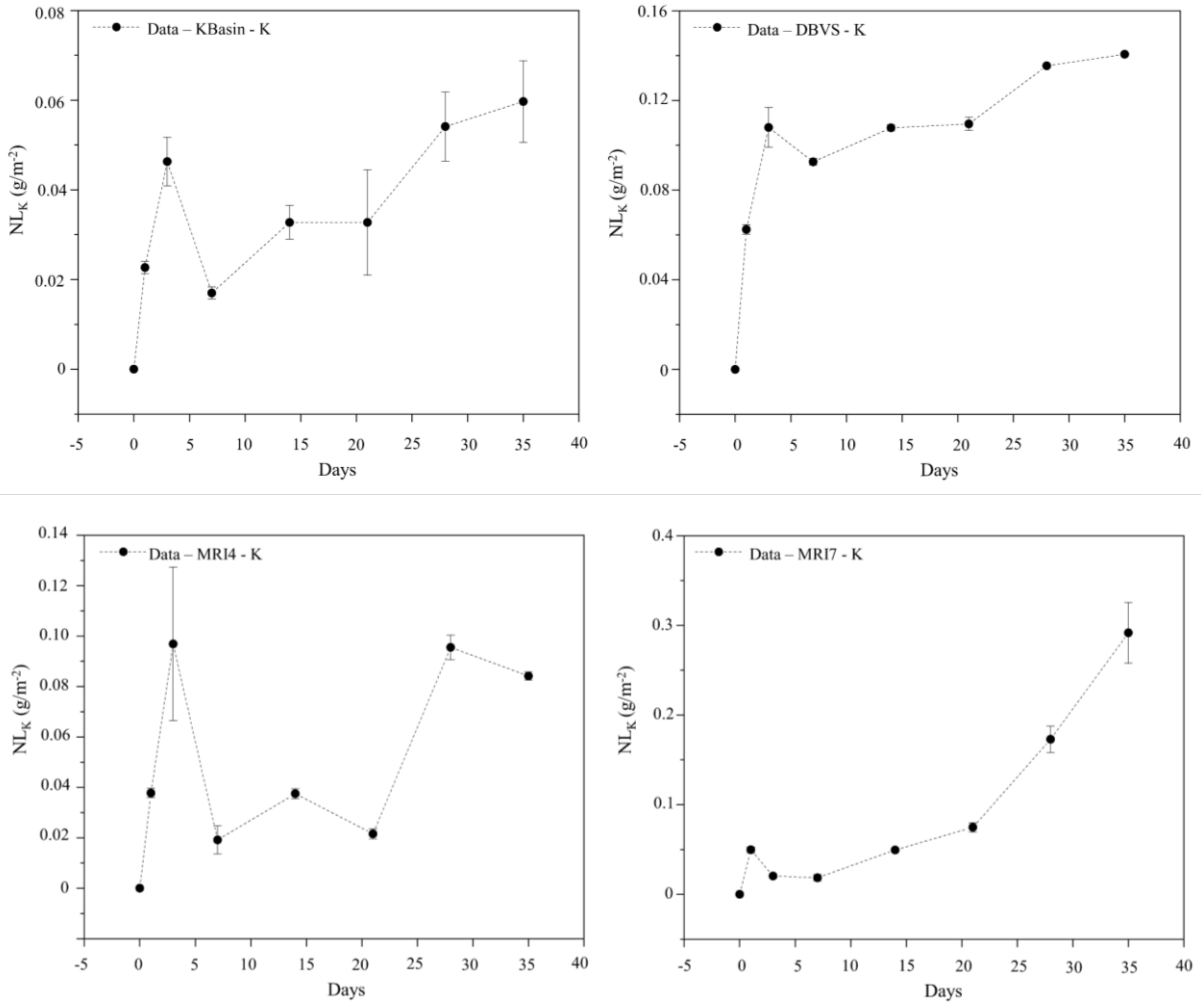 0.08
Data – KBasin - K
0.06
0.04
0.02
0
NL_K (g/m⁻²)
-5 0 5 10 15 20 25 30 35 40
Days
0.16
Data – DBVS - K
0.12
0.08
0.04
0
NL_K (g/m⁻²)
-5 0 5 10 15 20 25 30 35 40
Days
0.14
Data – MRI4 - K
0.12
0.10
0.08
0.06
0.04
0.02
0
NL_K (g/m⁻²)
-5 0 5 10 15 20 25 30 35 40
Days
0.4
Data – MRI7 - K
0.3
0.2
0.1
0
NL_K (g/m⁻²)
-5 0 5 10 15 20 25 30 35 40
Days